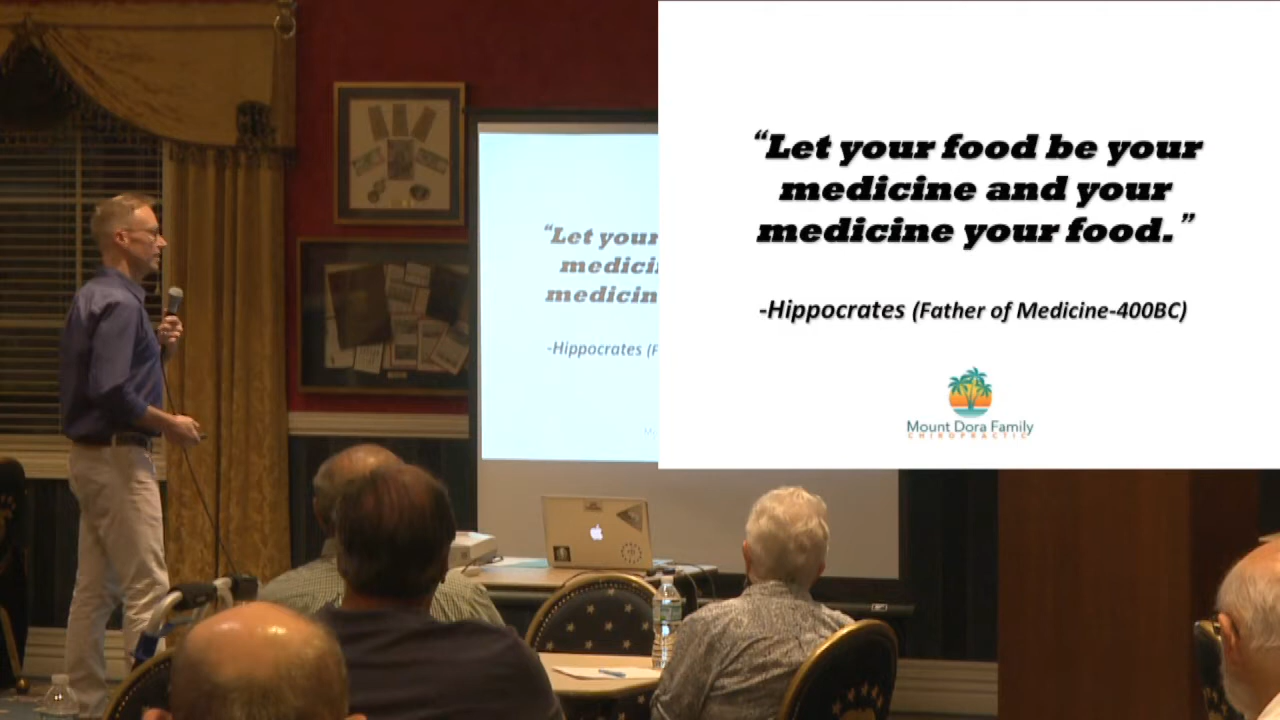 “Let your food be your
medicine and your
medicine your food.”
-Hippocrates (Father of Medicine-400BC)
Mount Dora Family
CHIROPRACTIC
“Let your
medici
medicin
-Hippocrates (F